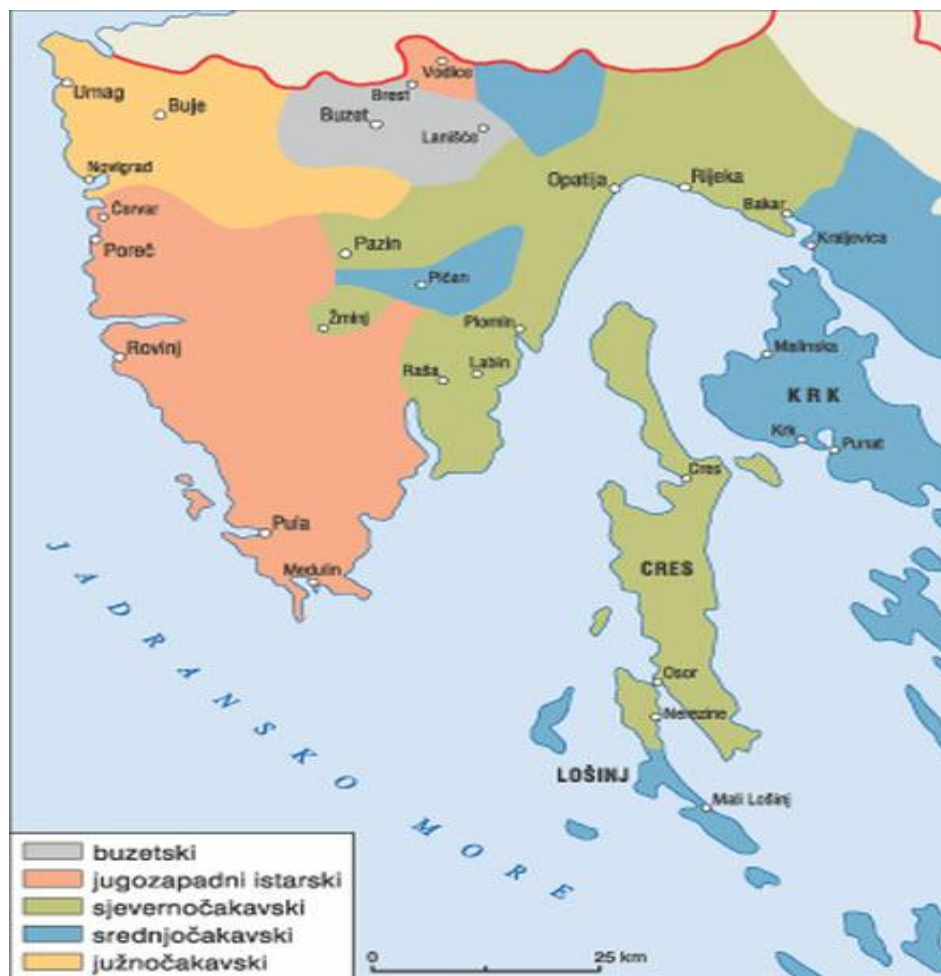 Vodice
Umag
Brest
Buje
Buzet
Lanišće
Novigrad
Opatija
Rijeka
Bakar
Červar
Kraljevica
Poreč
Pazin
Pićan
Žminj
Plomin
Rovinj
Malinska
Labin
Raša
KRK
Krk
Punat
Cres
Pula
Medulin
CRES
JADRANSKO MORE
Osor
Nerezine
LOŠINJ
Mali Lošinj
buzetski
jugozapadni istarski
sjevernočakavski
srednjočakavski
južnočakavski
0 25 km